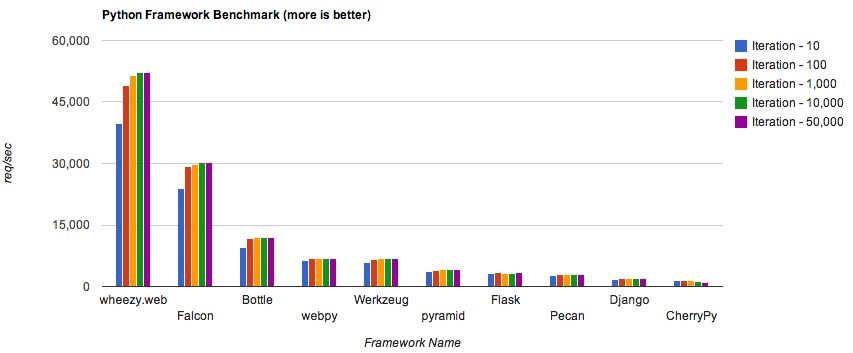 Python Framework Benchmark (more is better)
60,000
45,000
30,000
15,000
0
req/sec
Iteration - 10
Iteration - 100
Iteration - 1,000
Iteration - 10,000
Iteration - 50,000
wheezy.web
Falcon
Bottle
webpy
Werkzeug
pyramid
Flask
Pecan
Django
CherryPy
Framework Name